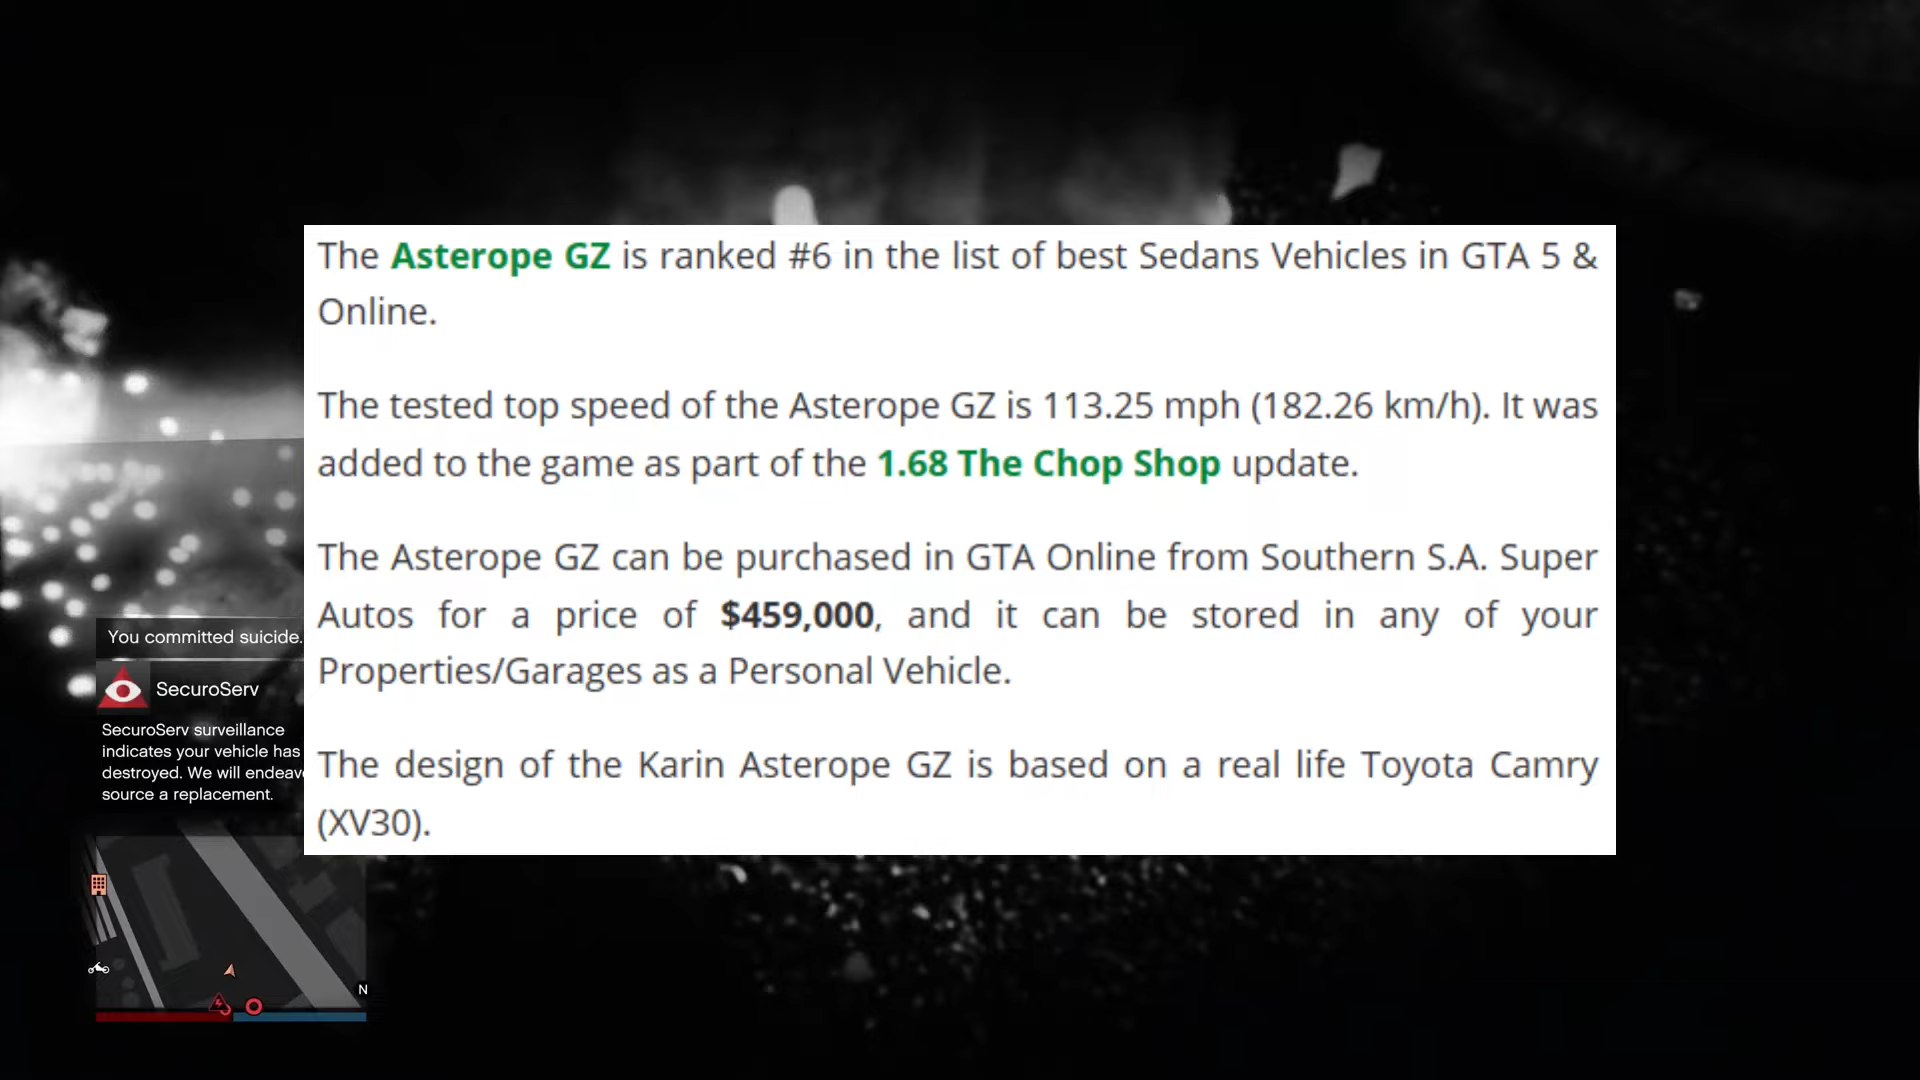 The Asterope GZ is ranked #6 in the list of best Sedans Vehicles in GTA 5 &
Online.
The tested top speed of the Asterope GZ is 113.25 mph (182.26 km/h). It was
added to the game as part of the 1.68 The Chop Shop update.
The Asterope GZ can be purchased in GTA Online from Southern S.A. Super
Autos for a price of $459,000, and it can be stored in any of your
Properties/Garages as a Personal Vehicle.
The design of the Karin Asterope GZ is based on a real life Toyota Camry
(XV30).
You committed suicide.
SecuroServ
SecuroServ surveillance
indicates your vehicle has
destroyed. We will endeav
source a replacement.
N